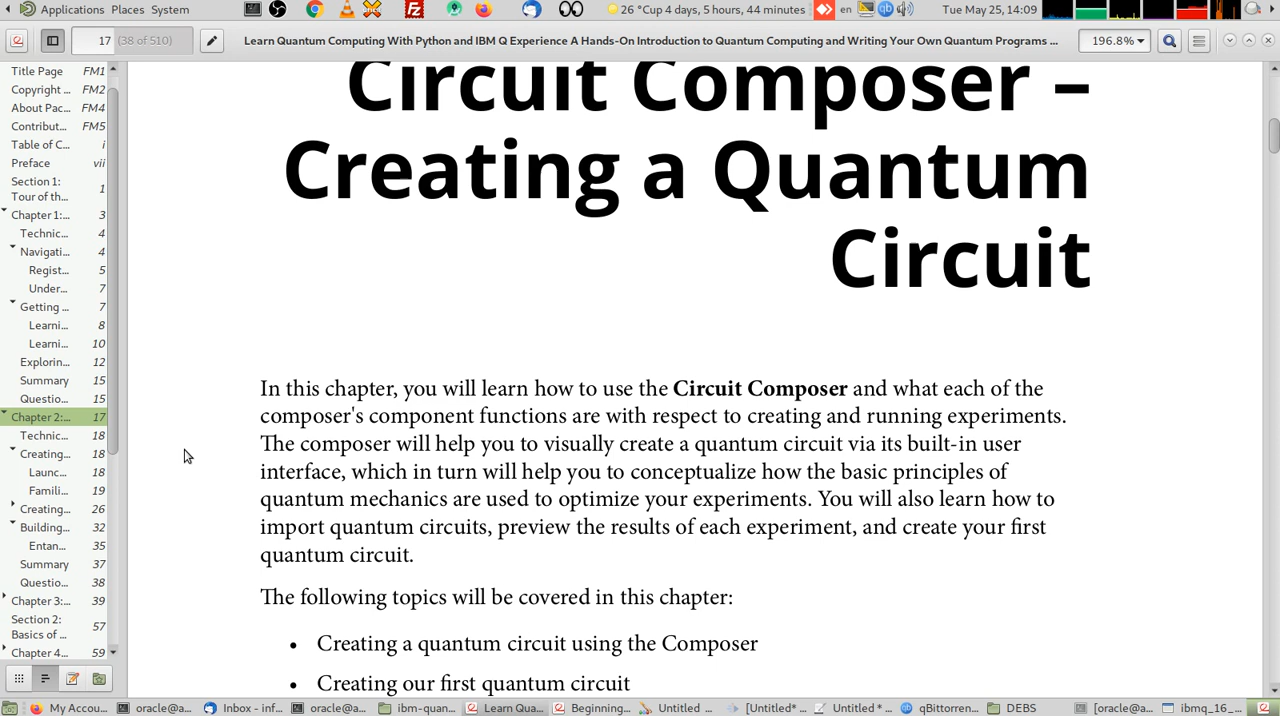 Applications Places System 26 °C up 4 days, 5 hours, 44 minutes en Tue May 25, 14:09
17 (38 of 510) Learn Quantum Computing With Python and IBM Q Experience A Hands-On Introduction to Quantum Computing and Writing Your Own Quantum Programs ... 196.8%
Title Page FM1
Copyright ... FM2
About Pac... FM4
Contribut... FM5
Table of C... i
Preface vii
Section 1:
Tour of th... 1
Chapter 1:... 3
Technic... 4
Navigati... 4
Regist... 5
Under... 7
Getting ... 7
Learni... 8
Learni... 10
Explorin... 12
Summary 15
Questio... 15
Chapter 2:... 17
Technic... 18
Creating... 18
Launc... 18
Famili... 19
Creating... 26
Building... 32
Entan... 35
Summary 37
Questio... 38
Chapter 3:... 39
Section 2:
Basics of ... 57
Chapter 4... 59
Circuit Composer –
Creating a Quantum
Circuit
In this chapter, you will learn how to use the Circuit Composer and what each of the
composer's component functions are with respect to creating and running experiments.
The composer will help you to visually create a quantum circuit via its built-in user
interface, which in turn will help you to conceptualize how the basic principles of
quantum mechanics are used to optimize your experiments. You will also learn how to
import quantum circuits, preview the results of each experiment, and create your first
quantum circuit.
The following topics will be covered in this chapter:
• Creating a quantum circuit using the Composer
• Creating our first quantum circuit
My Accou... oracle@a... Inbox - inf... oracle@a... ibm-quan... Learn Qua... Beginning... Untitled ... [Untitled* ... Untitled * ... qBittorren... DEBS [oracle@a... ibmq_16_...